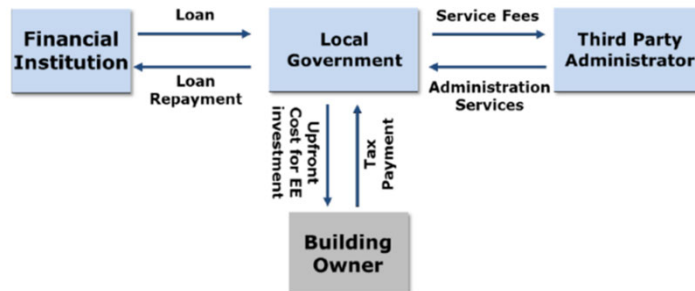 Loan
Service Fees
Financial
Institution
Local
Government
Third Party
Administrator
Loan
Repayment
Administration
Services
Upfront
Cost for EE
investment
Tax
Payment
Building
Owner